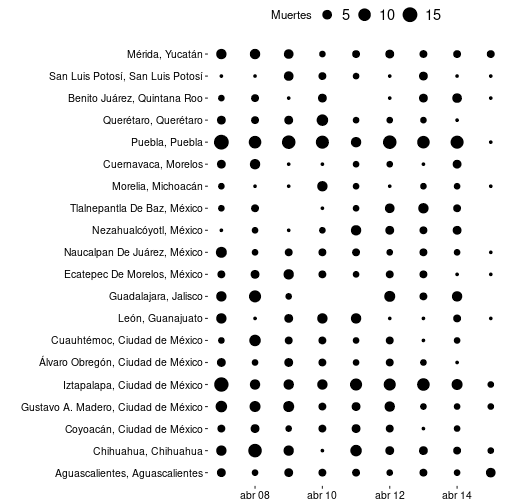 Muertes 5 10 15
Mérida, Yucatán
San Luis Potosí, San Luis Potosí
Benito Juárez, Quintana Roo
Querétaro, Querétaro
Puebla, Puebla
Cuernavaca, Morelos
Morelia, Michoacán
Tlalnepantla De Baz, México
Nezahualcóyotl, México
Naucalpan De Juárez, México
Ecatepec De Morelos, México
Guadalajara, Jalisco
León, Guanajuato
Cuauhtémoc, Ciudad de México
Álvaro Obregón, Ciudad de México
Iztapalapa, Ciudad de México
Gustavo A. Madero, Ciudad de México
Coyoacán, Ciudad de México
Chihuahua, Chihuahua
Aguascalientes, Aguascalientes
abr 08 abr 10 abr 12 abr 14